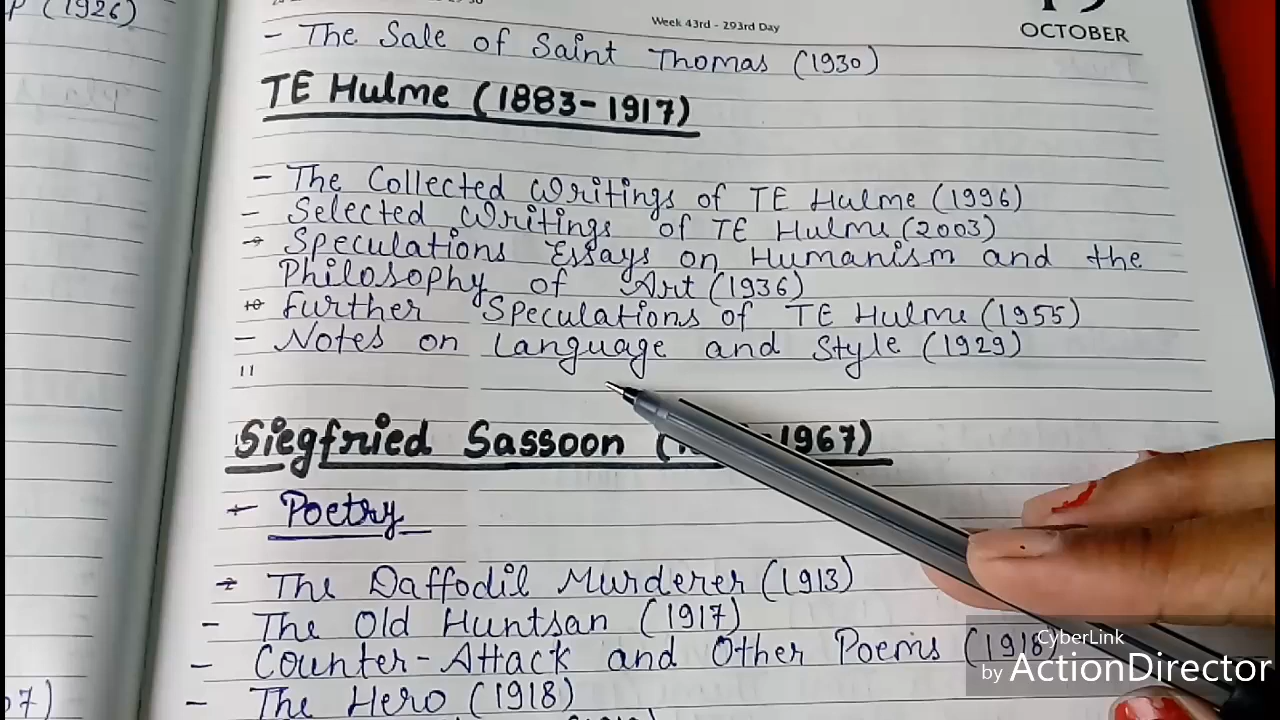 P (1926)
Week 43rd - 293rd Day
OCTOBER
- The Sale of Saint Thomas (1930)
TE Hulme (1883-1917)
- The Collected Writings of TE Hulme (1996)
- Selected Writings of TE Hulme (2003)
- Speculations Essays on Humanism and the
Philosophy of Art (1936)
- Further Speculations of TE Hulme (1955)
- Notes on Language and Style (1929)
"
Siegfried Sassoon ( -1967)
- Poetry
- The Daffodil Murderer (1913)
- The Old Huntsan (1917)
- Counter-Attack and Other Poems (1918)
- The Hero (1918)
7)
CyberLink
by ActionDirector